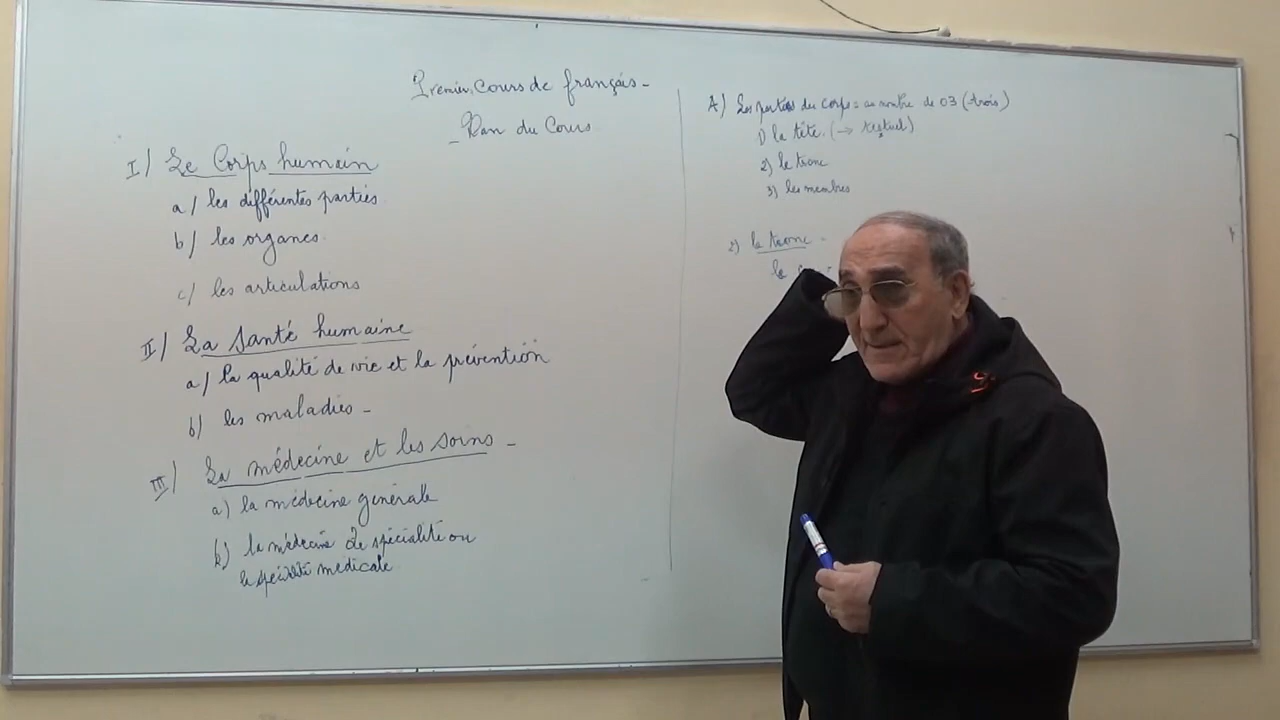 Premier Cours de français -
- Plan du Cours
I) Le Corps humain
a) les différentes parties
b) les organes.
c) les articulations
II) La Santé humaine
a) la qualité de vie et la prévention
b) les maladies -
III) La médecine et les soins -
a) la médecine générale
b) la médecine de spécialité ou
la spécialité médicale
A) Les parties du corps : au nombre de 03 (trois)
1) la tête. (→
2) le tronc
3) les membres
2) le tronc -
le